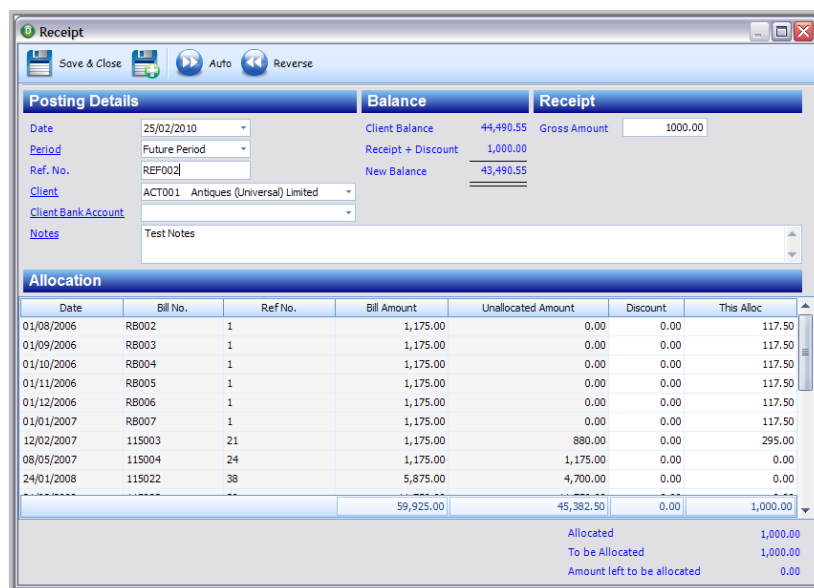 Receipt
Save & Close Auto Reverse
Posting Details Balance Receipt
Date 25/02/2010 Client Balance 44,490.55 Gross Amount 1000.00
Period Future Period Receipt + Discount 1,000.00
Ref. No. REF002 New Balance 43,490.55
Client ACT001 Antiques (Universal) Limited
Client Bank Account
Notes Test Notes
Allocation
Date Bill No. Ref No. Bill Amount Unallocated Amount Discount This Alloc
01/08/2006 RB002 1 1,175.00 0.00 0.00 117.50
01/09/2006 RB003 1 1,175.00 0.00 0.00 117.50
01/10/2006 RB004 1 1,175.00 0.00 0.00 117.50
01/11/2006 RB005 1 1,175.00 0.00 0.00 117.50
01/12/2006 RB006 1 1,175.00 0.00 0.00 117.50
01/01/2007 RB007 1 1,175.00 0.00 0.00 117.50
12/02/2007 115003 21 1,175.00 880.00 0.00 295.00
08/05/2007 115004 24 1,175.00 1,175.00 0.00 0.00
24/01/2008 115022 38 5,875.00 4,700.00 0.00 0.00
59,925.00 45,382.50 0.00 1,000.00
Allocated 1,000.00
To be Allocated 1,000.00
Amount left to be allocated 0.00